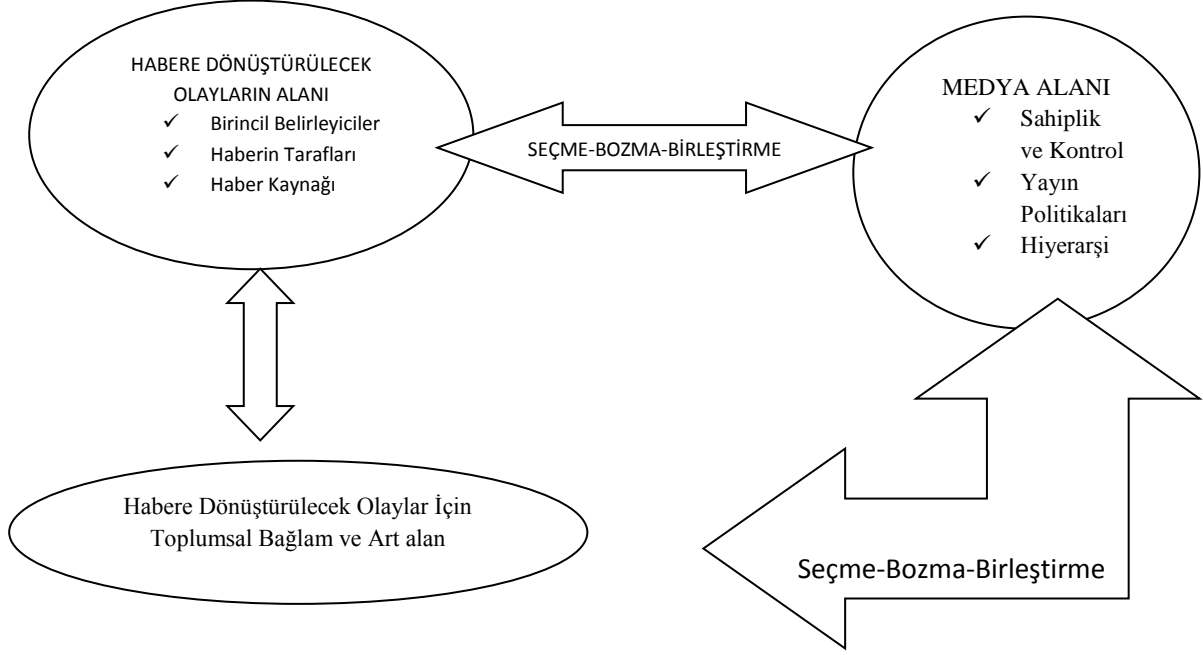 HABERE DÖNÜŞTÜRÜLECEK
OLAYLARIN ALANI
✓ Birincil Belirleyiciler
✓ Haberin Tarafları
✓ Haber Kaynağı
SEÇME-BOZMA-BİRLEŞTİRME
MEDYA ALANI
✓ Sahiplik
ve Kontrol
✓ Yayın
Politikaları
✓ Hiyerarşi
Habere Dönüştürülecek Olaylar İçin
Toplumsal Bağlam ve Art alan
Seçme-Bozma-Birleştirme